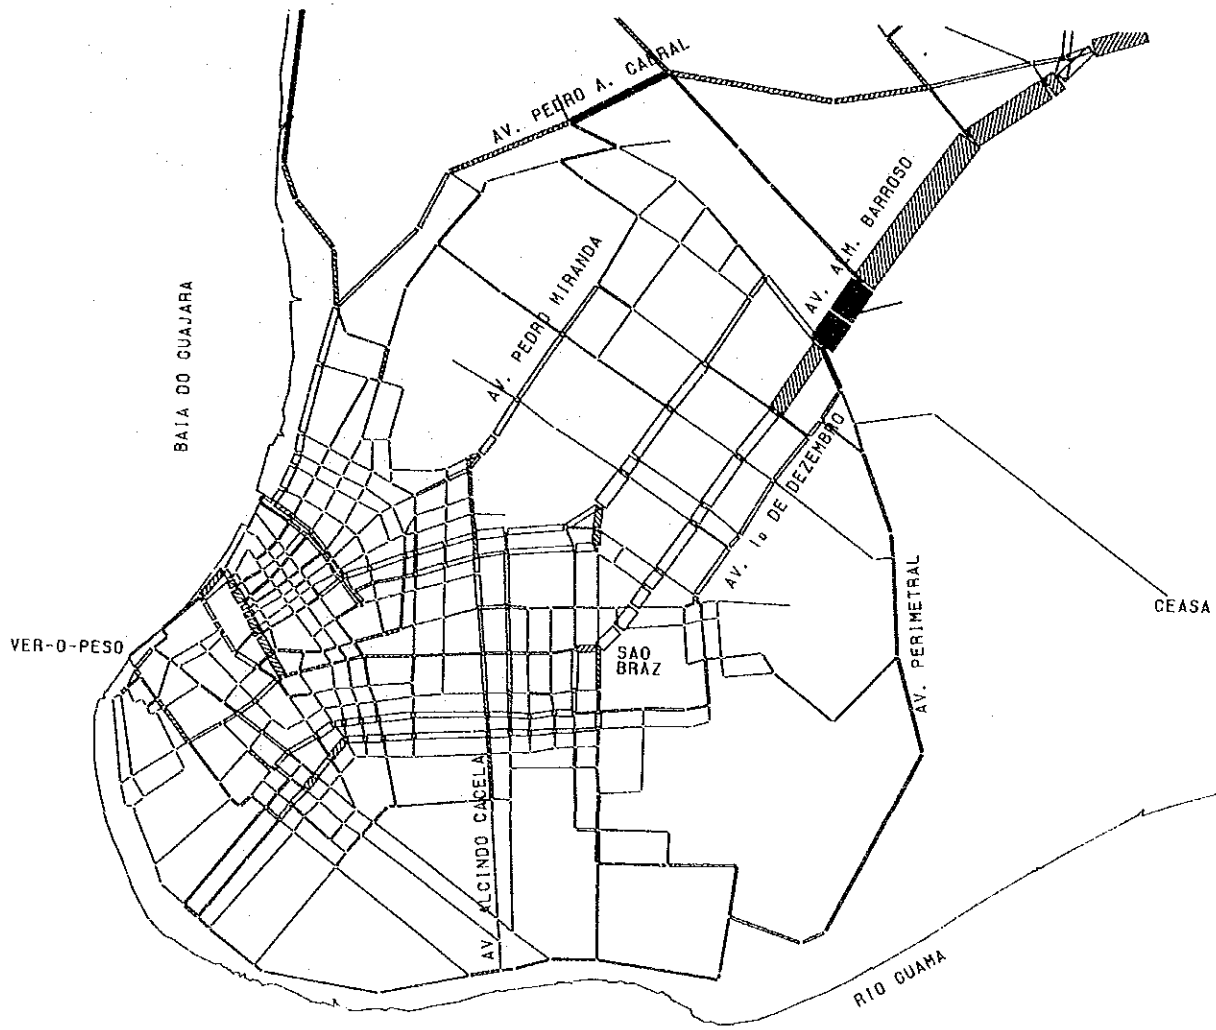 AV. PEDRO A. CABRAL
AV. ALM. BARROSO
AV. PEDRO MIRANDA
BAIA DO GUAJARA
AV. 1º DE DEZEMBRO
AV. PERIMETRAL
CEASA
VER-O-PESO
SAO
BRAZ
AV ALCINDO CACELA
RIO GUAMA